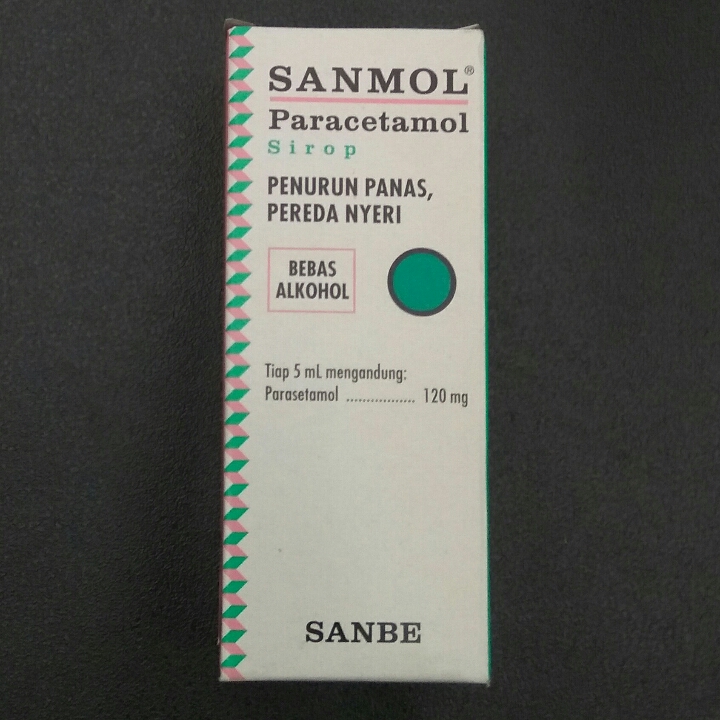 SANMOL®
Paracetamol
Sirop
PENURUN PANAS,
PEREDA NYERI
BEBAS
ALKOHOL
Tiap 5 mL mengandung:
Parasetamol ................. 120 mg
SANBE